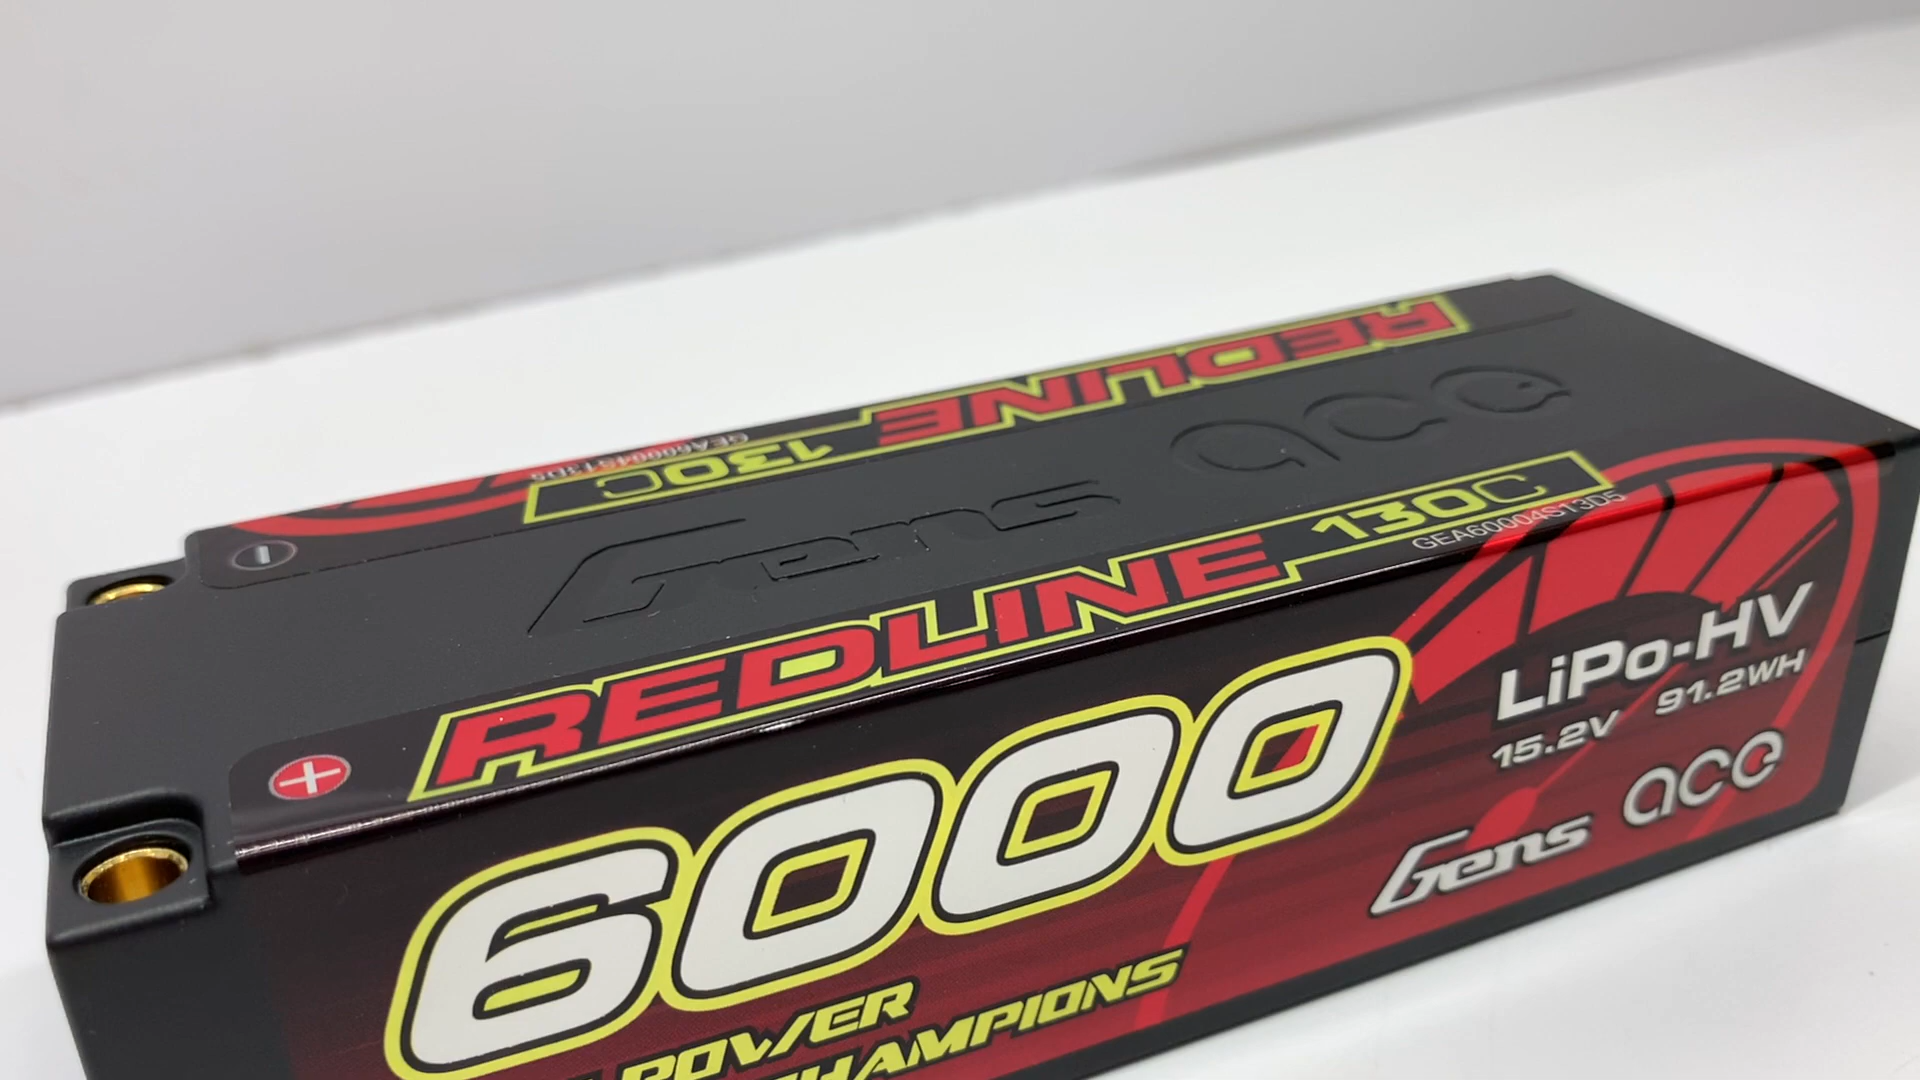 REDLINE
130C
GEA60004S13D5
Gens ace
REDLINE
130C
GEA60004S13D5
6000
LiPo-HV
15.2V 91.2WH
Gens ace
POWER
CHAMPIONS